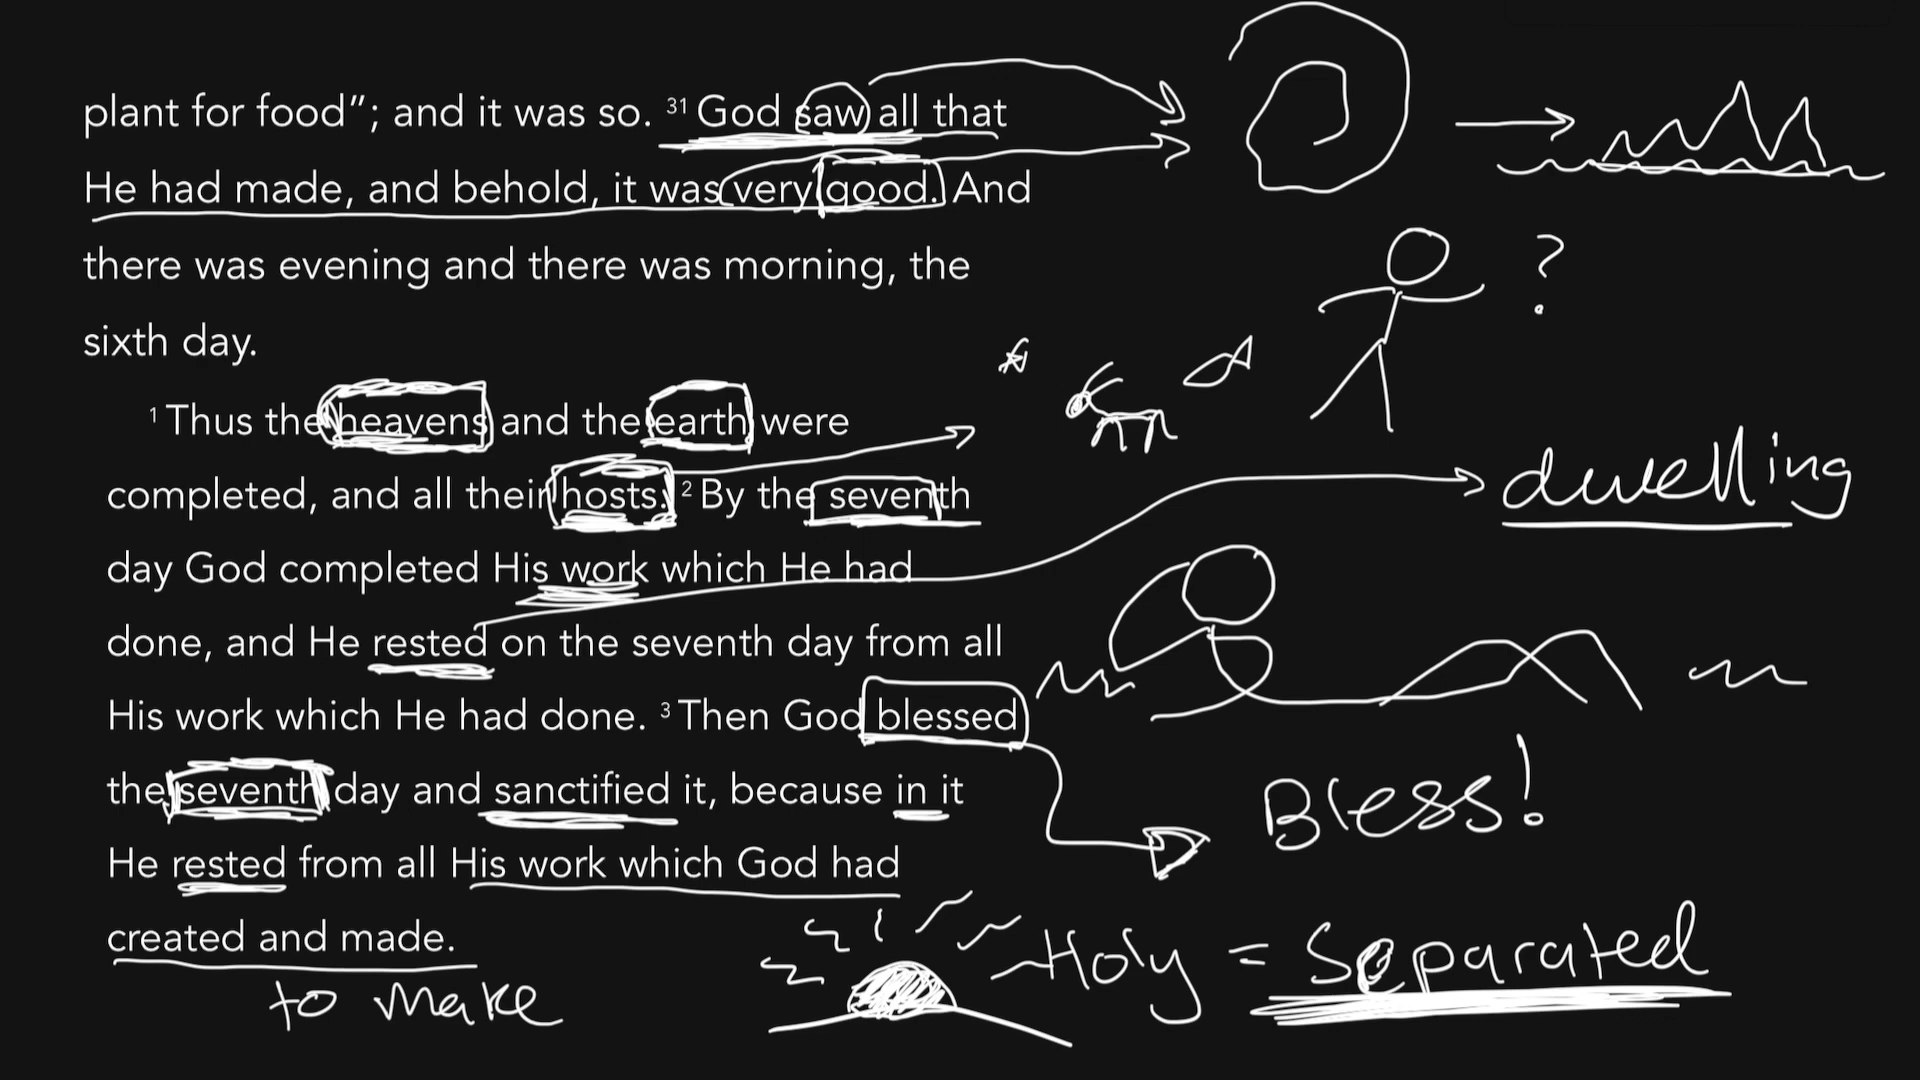 plant for food”; and it was so. 31 God saw all that
He had made, and behold, it was very good. And
there was evening and there was morning, the
sixth day.
1 Thus the heavens and the earth were
completed, and all their hosts. 2 By the seventh
day God completed His work which He had
done, and He rested on the seventh day from all
His work which He had done. 3 Then God blessed
the seventh day and sanctified it, because in it
He rested from all His work which God had
created and made.
to make
?
dwelling
Bless!
Holy = Separated